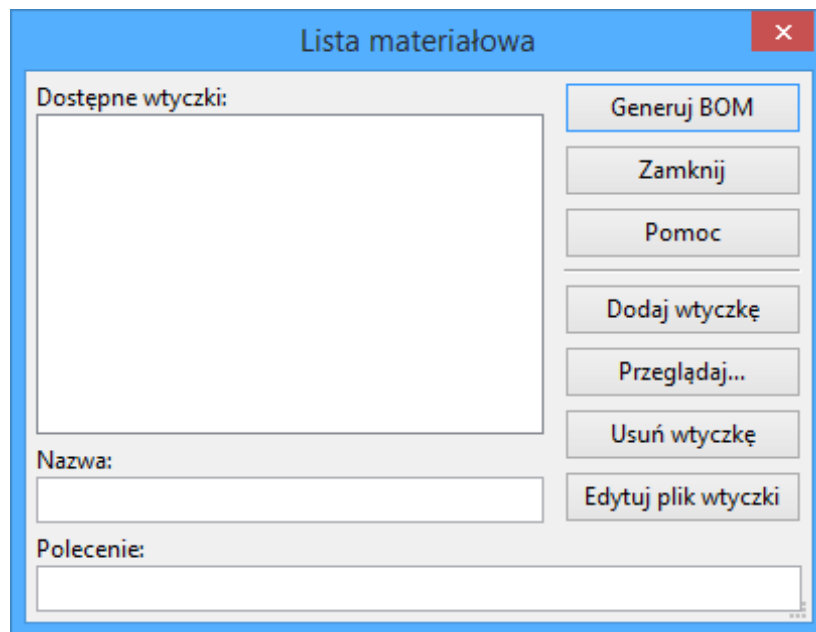 Lista materiałowa
Dostępne wtyczki:
Generuj BOM
Zamknij
Pomoc
Dodaj wtyczkę
Przeglądaj...
Usuń wtyczkę
Edytuj plik wtyczki
Nazwa:
Polecenie: